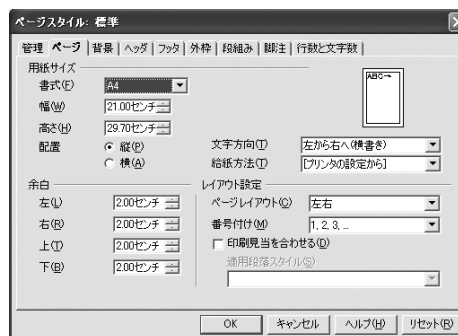 ページスタイル: 標準
管理 ページ 背景 ヘッダ フッタ 外枠 段組み 脚注 行数と文字数
用紙サイズ
書式(F) A4
幅(W) 21.00センチ
高さ(H) 29.70センチ
配置 縦(P)
横(A)
ABC→
文字方向(T) 左から右へ(横書き)
給紙方法(T) [プリンタの設定から]
余白
左(L) 2.00センチ
右(R) 2.00センチ
上(T) 2.00センチ
下(B) 2.00センチ
レイアウト設定
ページレイアウト(C) 左右
番号付け(M) 1, 2, 3, ...
印刷見当を合わせる(D)
適用段落スタイル(S)
OK キャンセル ヘルプ(H) リセット(R)